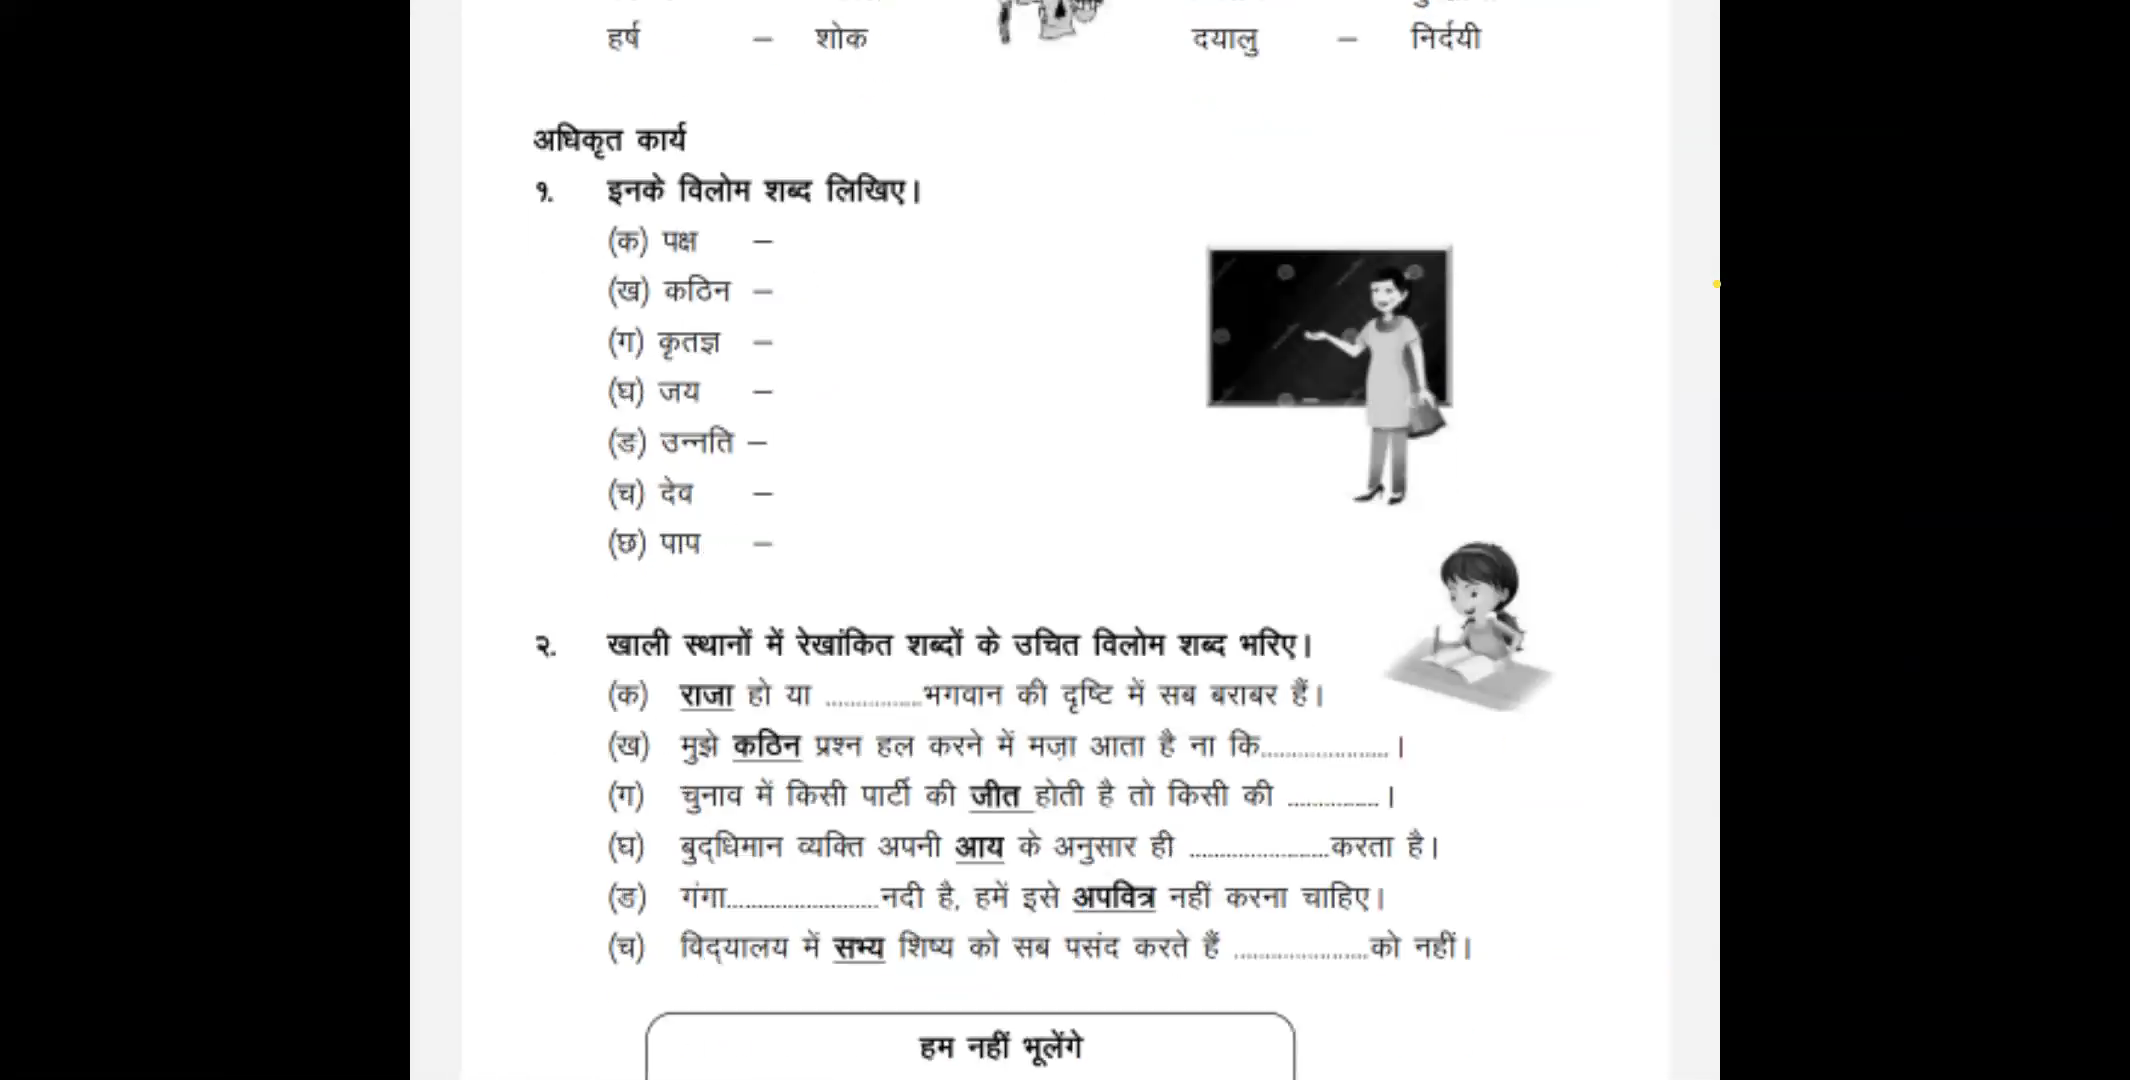 हर्ष – शोक दयालु – निर्दयी
अधिकृत कार्य
१. इनके विलोम शब्द लिखिए।
(क) पक्ष –
(ख) कठिन –
(ग) कृतज्ञ –
(घ) जय –
(ङ) उन्नति –
(च) देव –
(छ) पाप –
२. खाली स्थानों में रेखांकित शब्दों के उचित विलोम शब्द भरिए।
(क) राजा हो या ................भगवान की दृष्टि में सब बराबर हैं।
(ख) मुझे कठिन प्रश्न हल करने में मज़ा आता है ना कि..................... ।
(ग) चुनाव में किसी पार्टी की जीत होती है तो किसी की ............... ।
(घ) बुद्धिमान व्यक्ति अपनी आय के अनुसार ही .......................करता है।
(ङ) गंगा.........................नदी है, हमें इसे अपवित्र नहीं करना चाहिए।
(च) विद्यालय में सभ्य शिष्य को सब पसंद करते हैं ......................को नहीं।
हम नहीं भूलेंगे